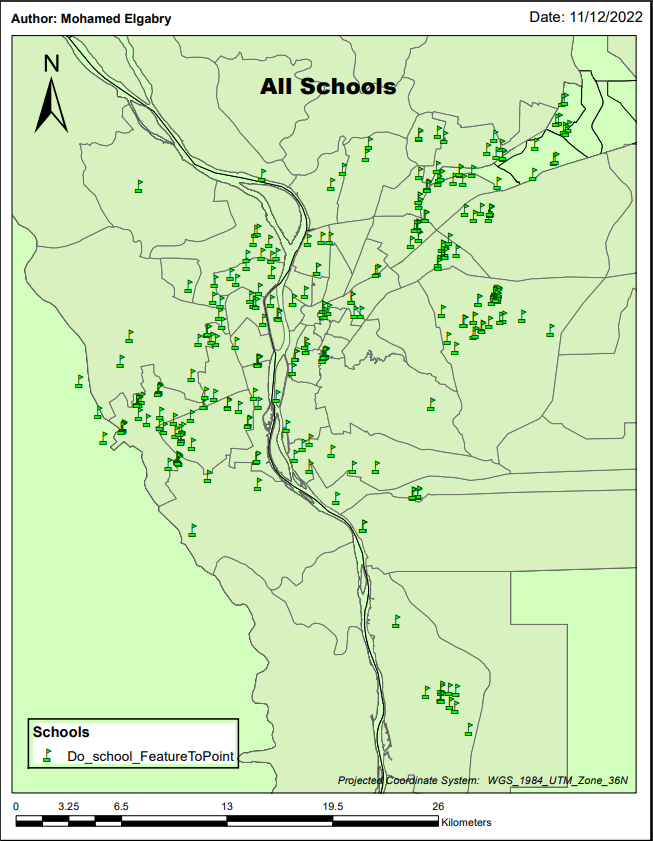 Author: Mohamed Elgabry
Date: 11/12/2022
N
All Schools
Schools
Do_school_FeatureToPoint
Projected Coordinate System: WGS_1984_UTM_Zone_36N
0 3.25 6.5 13 19.5 26
Kilometers